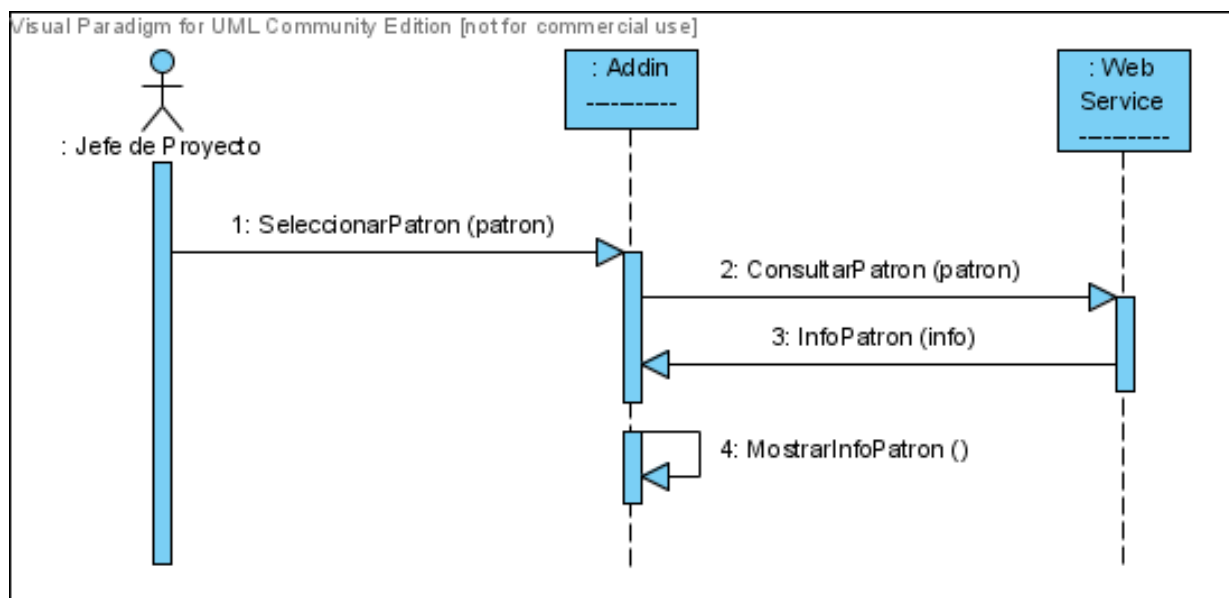 Visual Paradigm for UML Community Edition [not for commercial use]
: Jefe de Proyecto
: Addin
: Web
Service
1: SeleccionarPatron (patron)
2: ConsultarPatron (patron)
3: InfoPatron (info)
4: MostrarInfoPatron ()